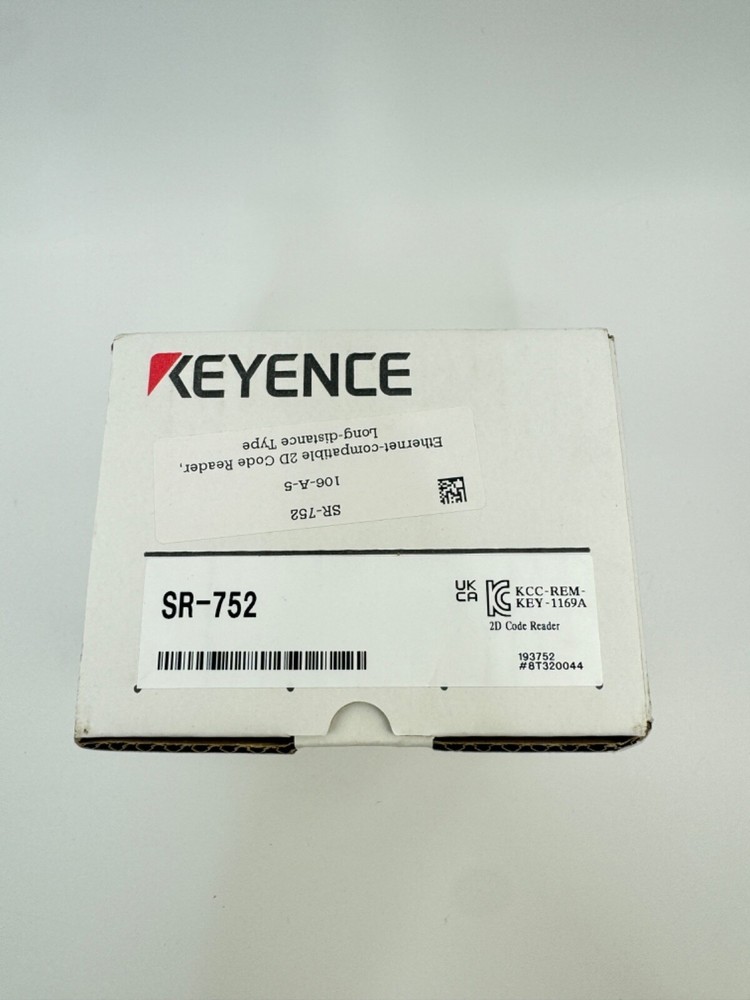 KEYENCE
SR-752
106-A-5
Ethernet-compatible 2D Code Reader,
Long-distance Type
SR-752
UK
CA
KCC-REM-
KEY-1169A
2D Code Reader
193752
#8T320044